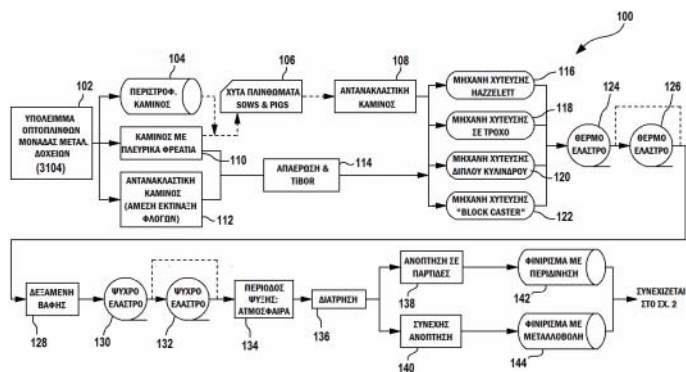 100
102
ΥΠΟΛΕΙΜΜΑ
ΟΠΤΟΠΛΙΝΘΩΝ
ΜΟΝΑΔΑΣ ΜΕΤΑΛ.
ΔΟΧΕΙΩΝ
(3104)
104
ΠΕΡΙΣΤΡΟΦ.
ΚΑΜΙΝΟΣ
106
ΧΥΤΑ ΠΛΙΝΘΩΜΑΤΑ
SOWS & PIGS
108
ΑΝΤΑΝΑΚΛΑΣΤΙΚΗ
ΚΑΜΙΝΟΣ
ΚΑΜΙΝΟΣ ΜΕ
ΠΛΕΥΡΙΚΑ ΦΡΕΑΤΙΑ
110
ΑΝΤΑΝΑΚΛΑΣΤΙΚΗ
ΚΑΜΙΝΟΣ
(ΑΜΕΣΗ ΕΚΤΙΝΑΞΗ
ΦΛΟΓΩΝ)
112
ΑΠΑΕΡΩΣΗ &
TiBOR
114
ΜΗΧΑΝΗ ΧΥΤΕΥΣΗΣ
HAZZELETT
116
ΜΗΧΑΝΗ ΧΥΤΕΥΣΗΣ
ΣΕ ΤΡΟΧΟ
118
ΜΗΧΑΝΗ ΧΥΤΕΥΣΗΣ
ΔΙΠΛΟΥ ΚΥΛΙΝΔΡΟΥ
120
ΜΗΧΑΝΗ ΧΥΤΕΥΣΗΣ
"BLOCK CASTER"
122
124
ΘΕΡΜΟ
ΕΛΑΣΤΡΟ
126
ΘΕΡΜΟ
ΕΛΑΣΤΡΟ
ΔΕΞΑΜΕΝΗ
ΒΑΦΗΣ
128
ΨΥΧΡΟ
ΕΛΑΣΤΡΟ
130
ΨΥΧΡΟ
ΕΛΑΣΤΡΟ
132
ΠΕΡΙΟΔΟΣ
ΨΥΞΗΣ:
ΑΤΜΟΣΦΑΙΡΑ
134
ΔΙΑΤΡΗΣΗ
136
ΑΝΟΠΤΗΣΗ ΣΕ
ΠΑΡΤΙΔΕΣ
138
ΣΥΝΕΧΗΣ
ΑΝΟΠΤΗΣΗ
140
ΦΙΝΙΡΙΣΜΑ ΜΕ
ΠΕΡΙΔΙΝΗΣΗ
142
ΦΙΝΙΡΙΣΜΑ ΜΕ
ΜΕΤΑΛΛΟΒΟΛΗ
144
ΣΥΝΕΧΙΖΕΤΑΙ
ΣΤΟ ΣΧ. 2